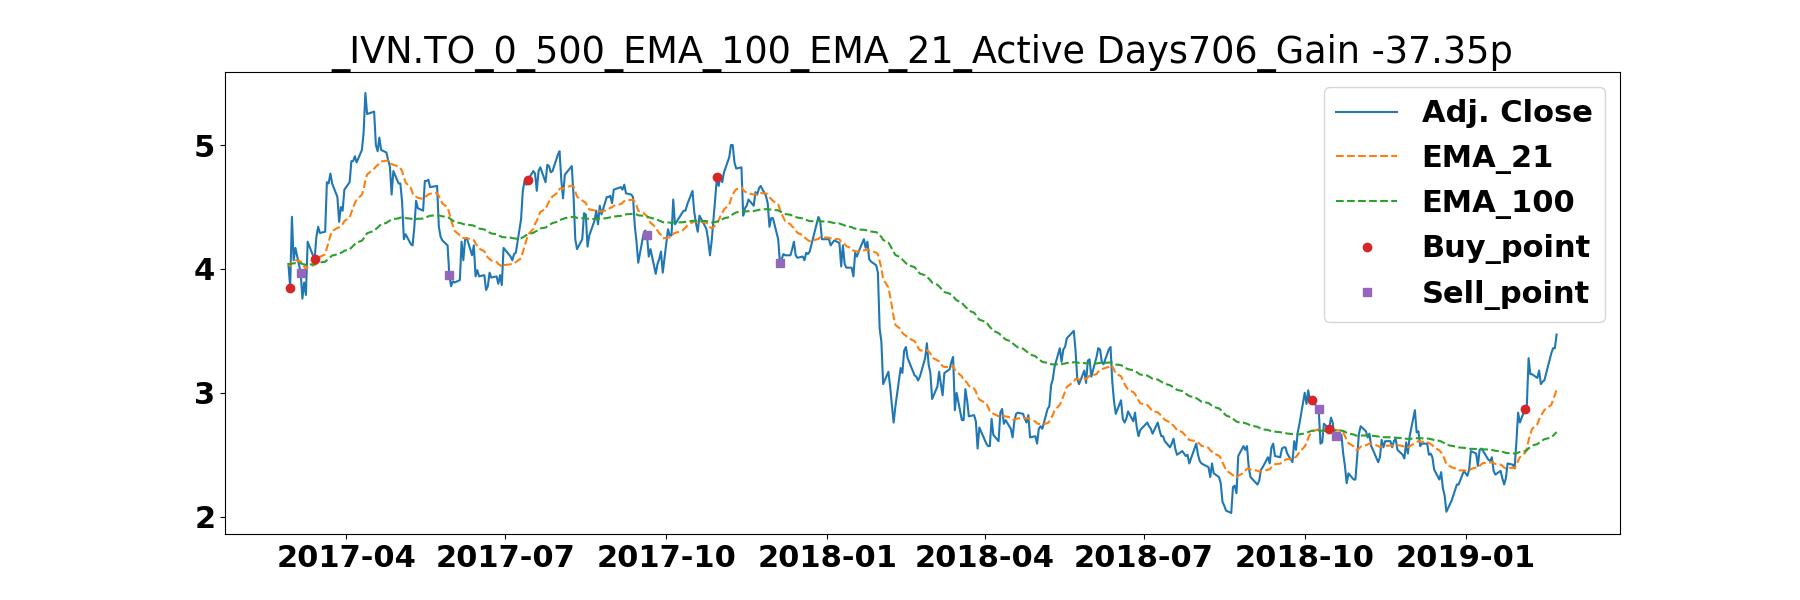 _IVN.TO_0_500_EMA_100_EMA_21_Active Days706_Gain -37.35p
Adj. Close
EMA_21
EMA_100
Buy_point
Sell_point
5
4
3
2
2017-04 2017-07 2017-10 2018-01 2018-04 2018-07 2018-10 2019-01